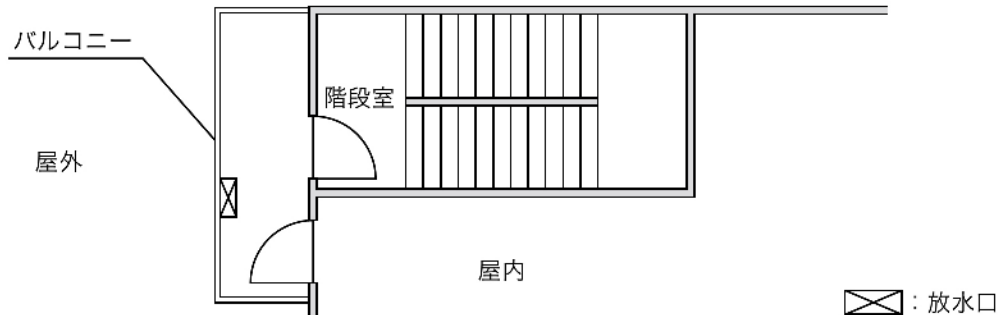 バルコニー
階段室
屋外
屋内
：放水口